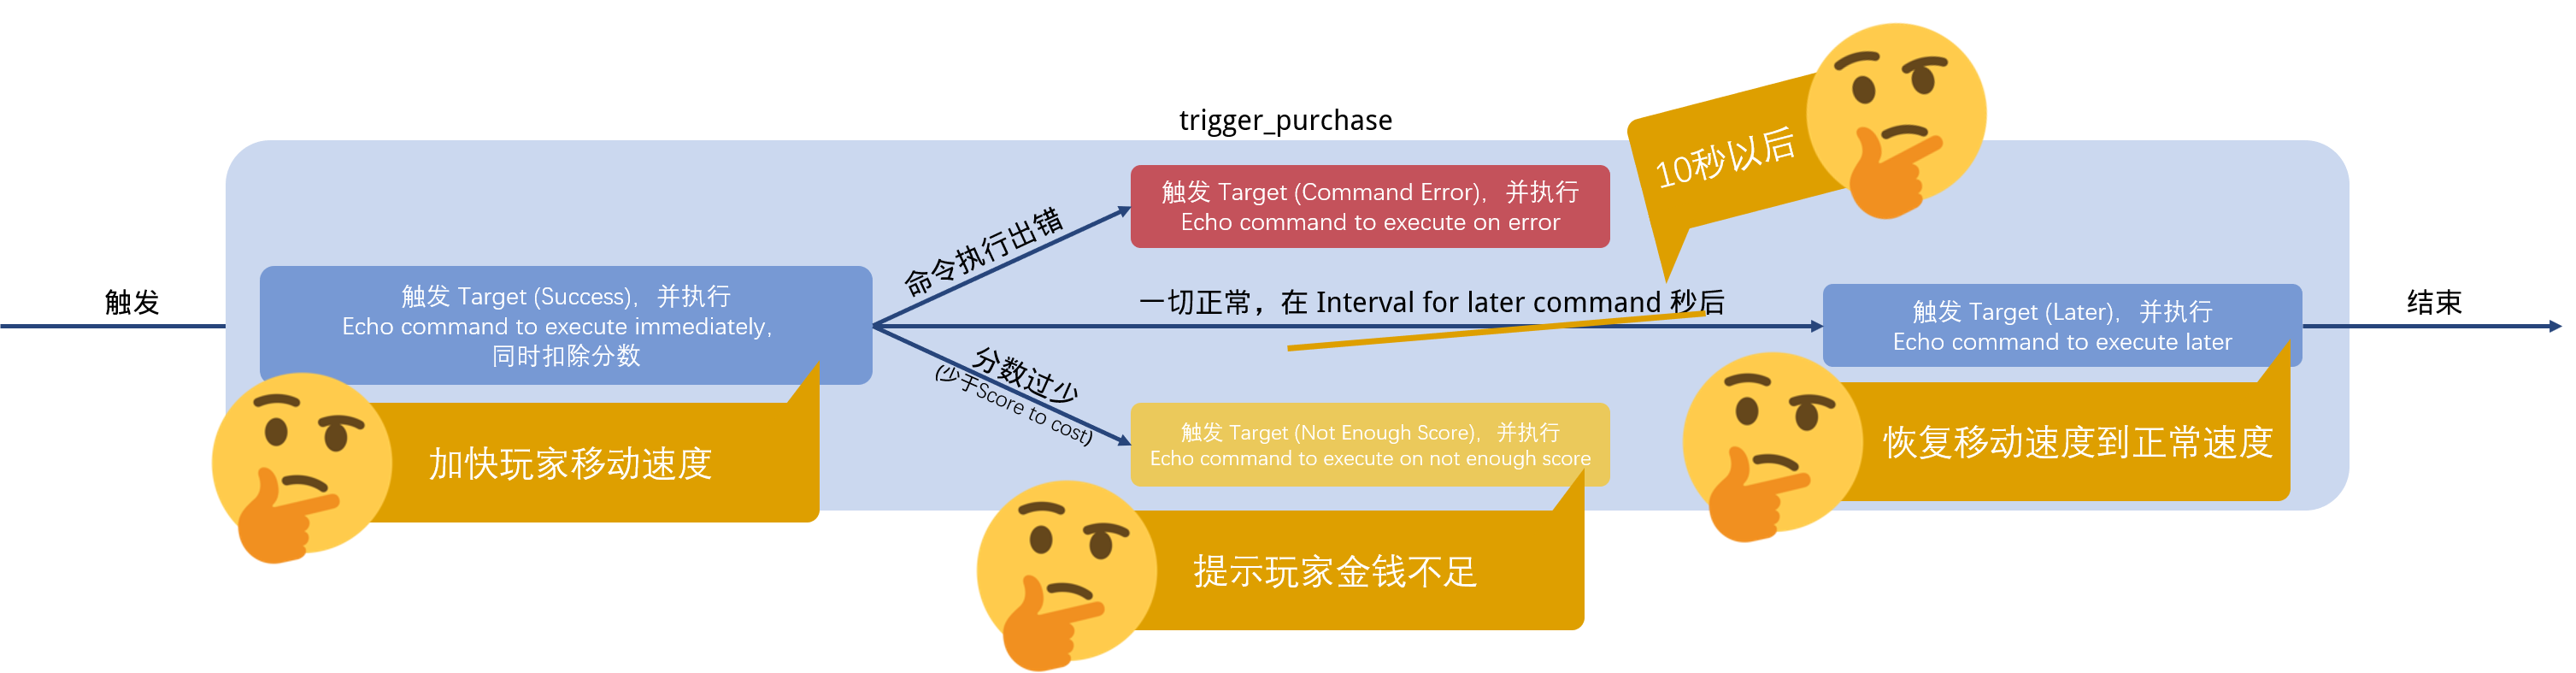 trigger_purchase
触发
触发 Target (Success)，并执行
Echo command to execute immediately,
同时扣除分数
加快玩家移动速度
命令执行出错
触发 Target (Command Error)，并执行
Echo command to execute on error
一切正常，在 Interval for later command 秒后
10秒以后
分数过少
(少于Score to cost)
触发 Target (Not Enough Score)，并执行
Echo command to execute on not enough score
提示玩家金钱不足
触发 Target (Later)，并执行
Echo command to execute later
恢复移动速度到正常速度
结束